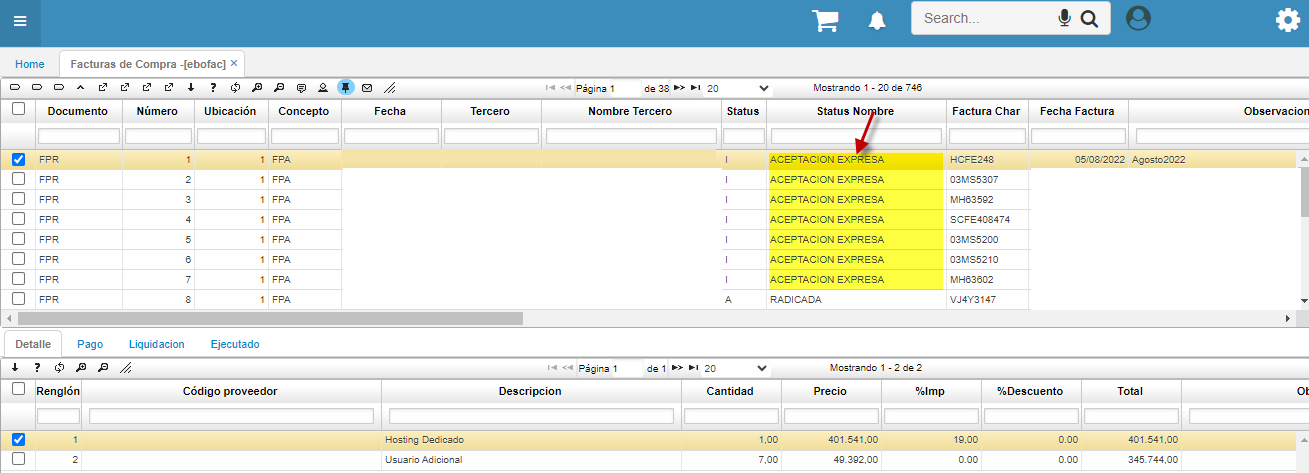 Search...
Home Facturas de Compra -[ebofac] ×
Página 1 de 38 20 Mostrando 1 - 20 de 746
Documento Número Ubicación Concepto Fecha Tercero Nombre Tercero Status Status Nombre Factura Char Fecha Factura Observacion
FPR 1 1 FPA I ACEPTACION EXPRESA HCFE248 05/08/2022 Agosto2022
FPR 2 1 FPA I ACEPTACION EXPRESA 03MS5307
FPR 3 1 FPA I ACEPTACION EXPRESA MH63592
FPR 4 1 FPA I ACEPTACION EXPRESA SCFE408474
FPR 5 1 FPA I ACEPTACION EXPRESA 03MS5200
FPR 6 1 FPA I ACEPTACION EXPRESA 03MS5210
FPR 7 1 FPA I ACEPTACION EXPRESA MH63602
FPR 8 1 FPA A RADICADA VJ4Y3147
Detalle Pago Liquidacion Ejecutado
Página 1 de 1 20 Mostrando 1 - 2 de 2
Renglón Código proveedor Descripcion Cantidad Precio %Imp %Descuento Total Ob
1 Hosting Dedicado 1,00 401.541,00 19,00 0.00 401.541,00
2 Usuario Adicional 7,00 49.392,00 0.00 0.00 345.744,00